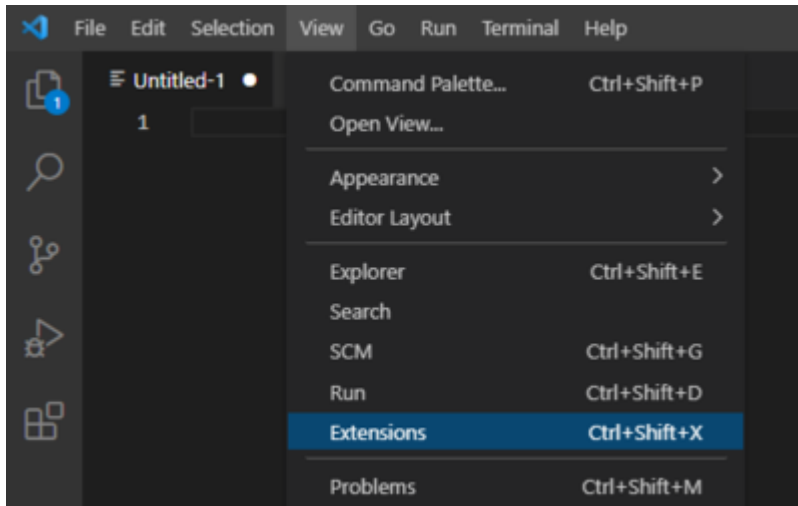 File Edit Selection View Go Run Terminal Help
Untitled-1
1
1
Command Palette... Ctrl+Shift+P
Open View...
Appearance
Editor Layout
Explorer Ctrl+Shift+E
Search
SCM Ctrl+Shift+G
Run Ctrl+Shift+D
Extensions Ctrl+Shift+X
Problems Ctrl+Shift+M